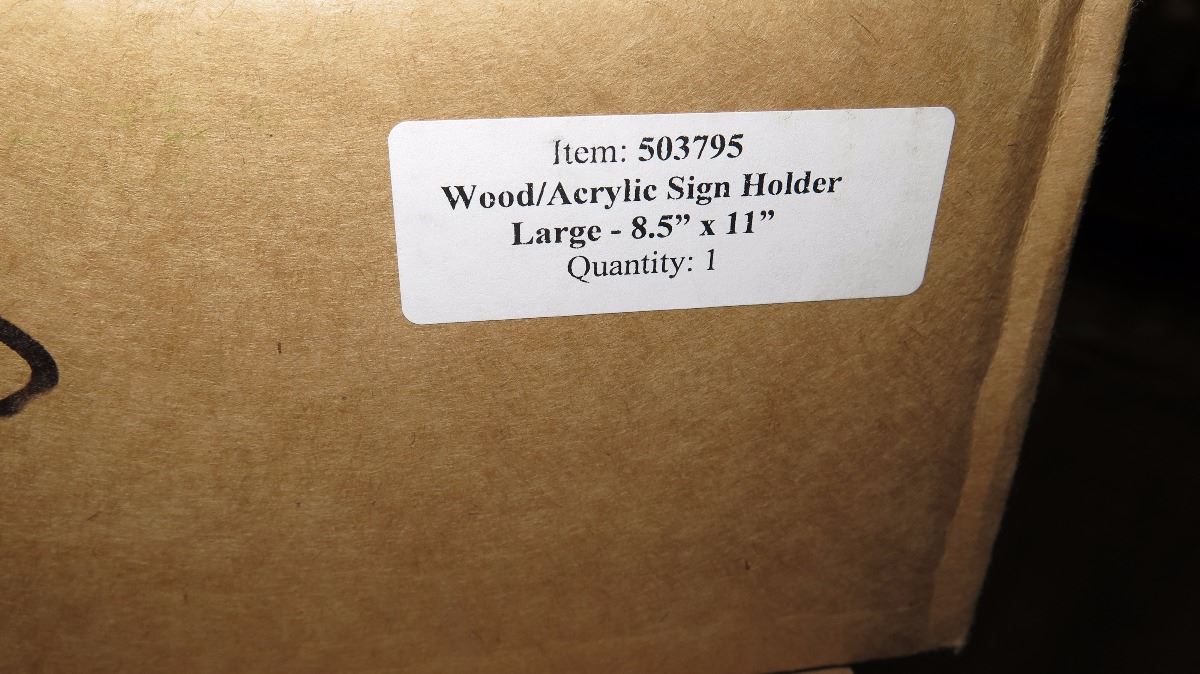 Item: 503795
Wood/Acrylic Sign Holder
Large - 8.5” x 11”
Quantity: 1